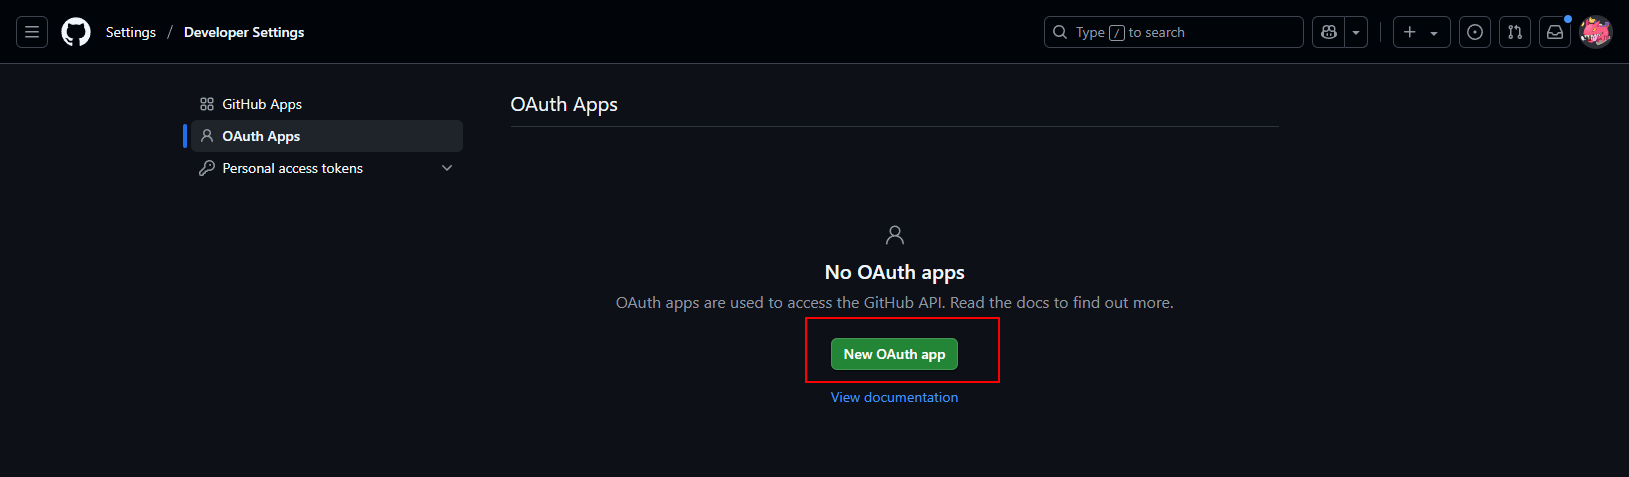 Settings / Developer Settings
Type / to search
GitHub Apps
OAuth Apps
Personal access tokens
OAuth Apps
No OAuth apps
OAuth apps are used to access the GitHub API. Read the docs to find out more.
New OAuth app
View documentation